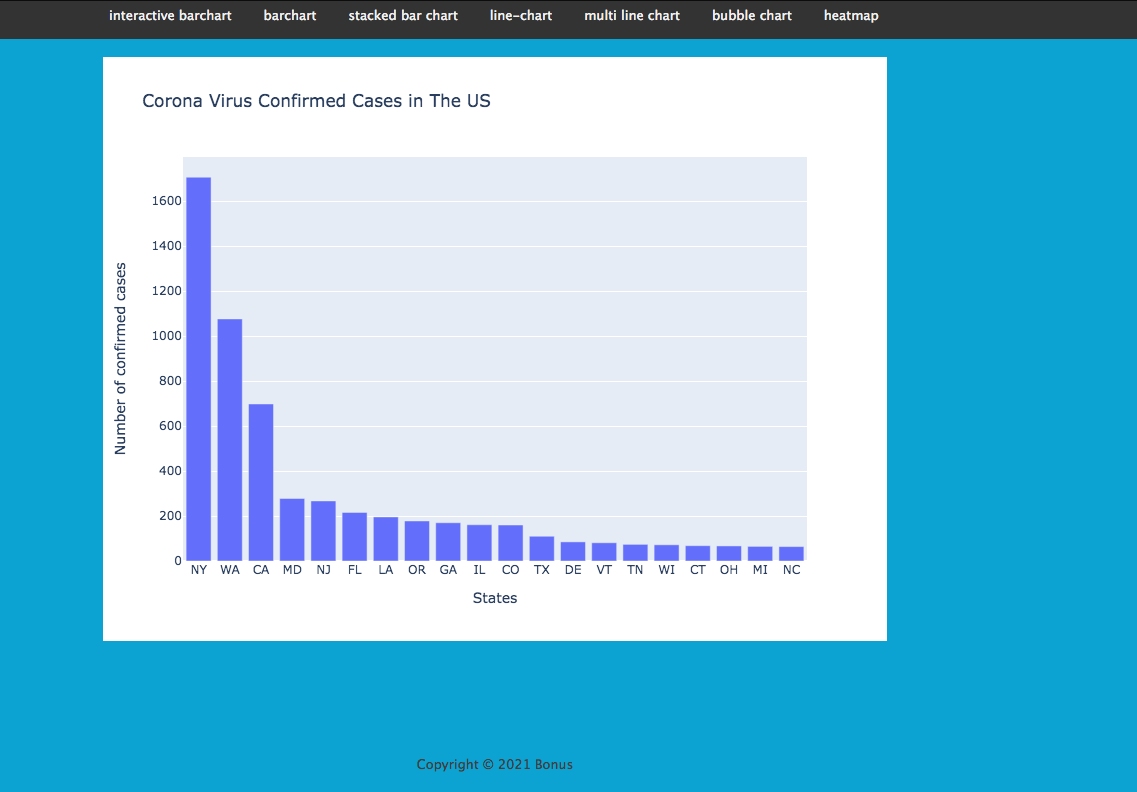 interactive barchart barchart stacked bar chart line-chart multi line chart bubble chart heatmap
Corona Virus Confirmed Cases in The US
Number of confirmed cases
1600
1400
1200
1000
800
600
400
200
0
NY WA CA MD NJ FL LA OR GA IL CO TX DE VT TN WI CT OH MI NC
States
Copyright © 2021 Bonus